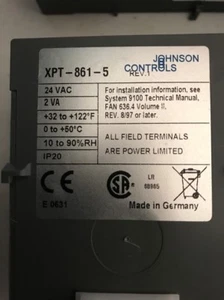 JOHNSON
CONTROLS
XPT-861-5
REV.1
24 VAC
2 VA
+32 to +122°F
0 to +50°C
10 to 90%RH
IP20
For installation information, see
System 9100 Technical Manual,
FAN 636.4 Volume II,
REV. 8/97 or later.
ALL FIELD TERMINALS
ARE POWER LIMITED
CE
SA
LR
Made in Germany
E 0631